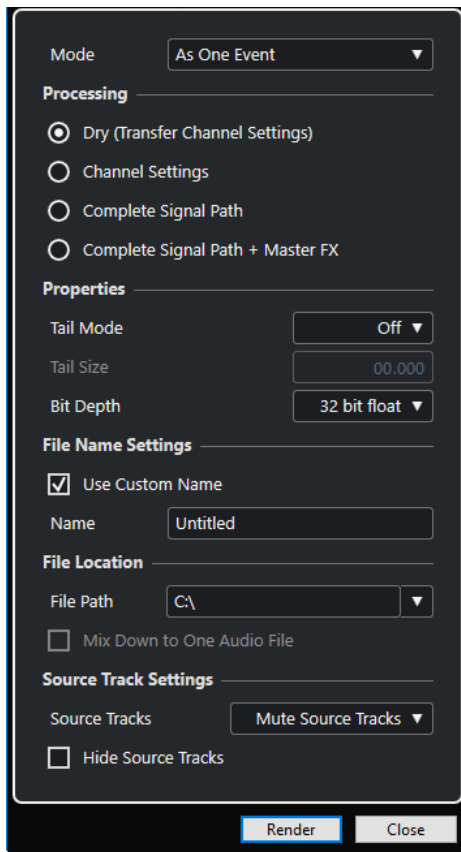 Mode As One Event
Processing
Dry (Transfer Channel Settings)
Channel Settings
Complete Signal Path
Complete Signal Path + Master FX
Properties
Tail Mode Off
Tail Size 00.000
Bit Depth 32 bit float
File Name Settings
Use Custom Name
Name Untitled
File Location
File Path C:\
Mix Down to One Audio File
Source Track Settings
Source Tracks Mute Source Tracks
Hide Source Tracks
Render Close